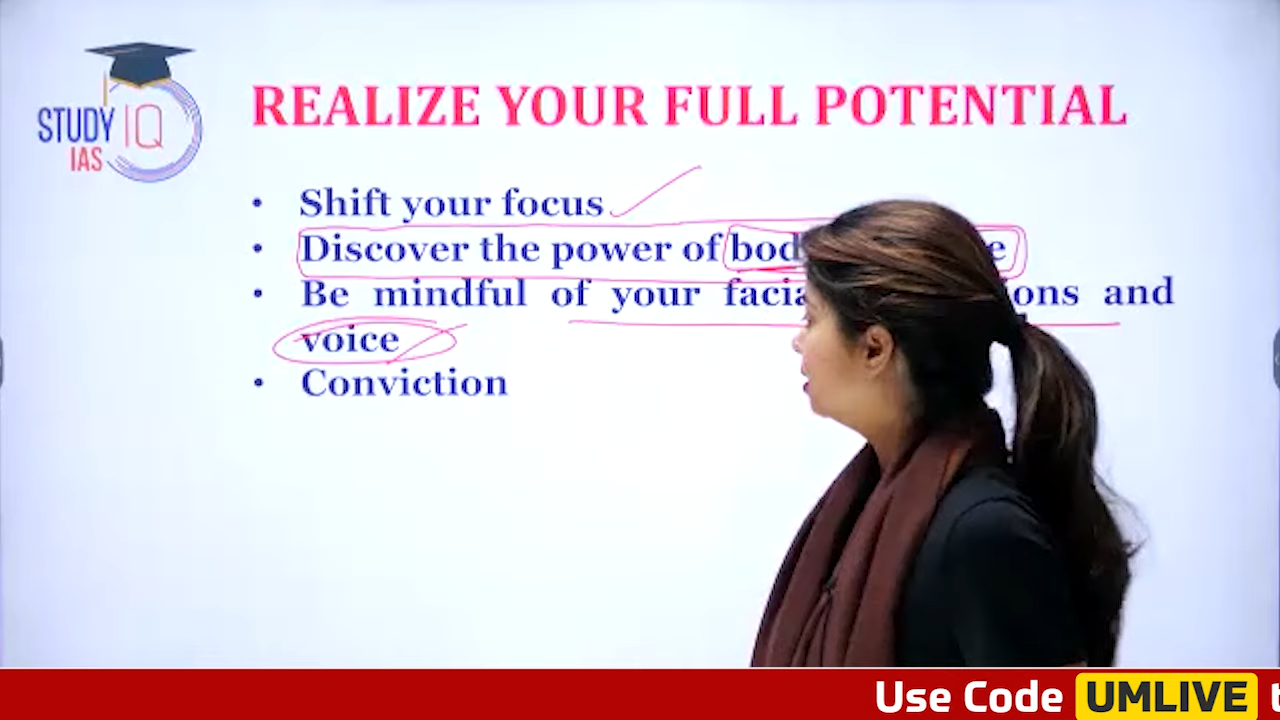 STUDY IQ
IAS
REALIZE YOUR FULL POTENTIAL
• Shift your focus
• Discover the power of
• Be mindful of your and
voice
• Conviction
Use Code UMLIVE